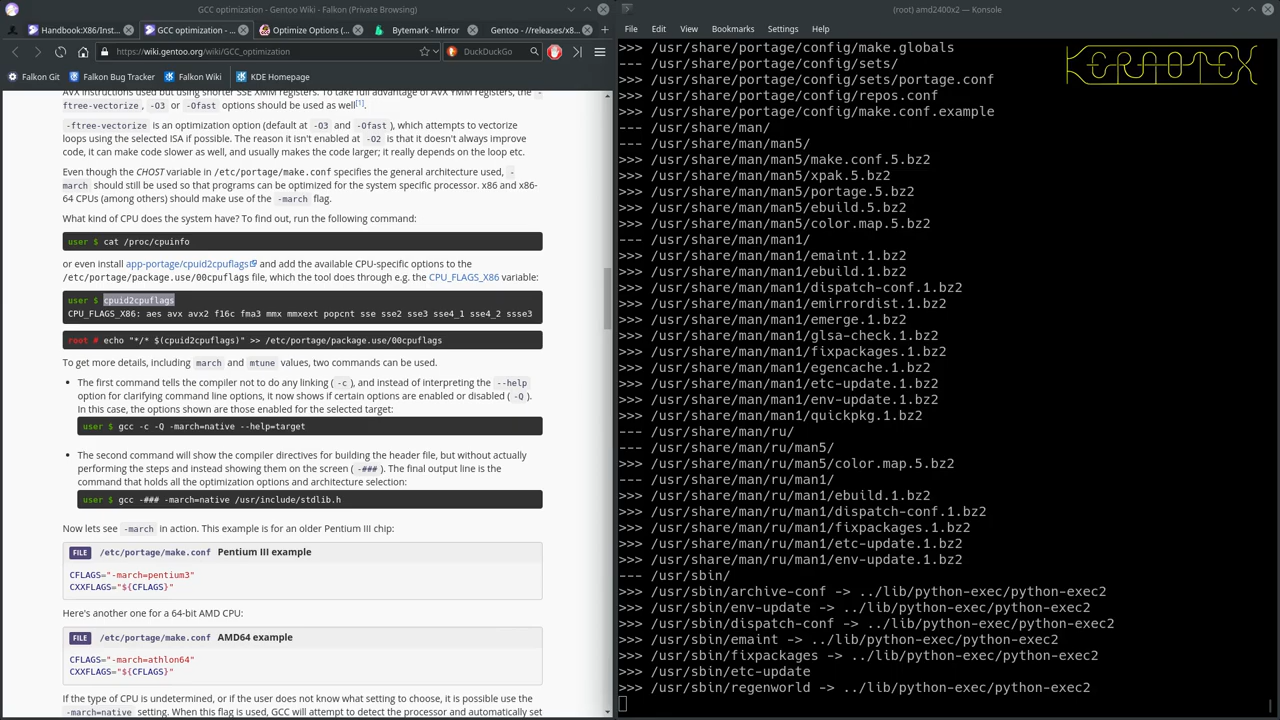 GCC optimization - Gentoo Wiki - Falkon (Private Browsing)
Handbook:X86/Inst...
GCC optimization - ...
Optimize Options (...
Bytemark - Mirror
Gentoo - //releases/x8...
https://wiki.gentoo.org/wiki/GCC_optimization
DuckDuckGo
Falkon Git
Falkon Bug Tracker
Falkon Wiki
KDE Homepage
AVX instructions used but using shorter SSE XMM registers. To take full advantage of AVX YMM registers, the -
ftree-vectorize, -O3 or -Ofast options should be used as well[1].
-ftree-vectorize is an optimization option (default at -O3 and -Ofast), which attempts to vectorize
loops using the selected ISA if possible. The reason it isn't enabled at -O2 is that it doesn't always improve
code, it can make code slower as well, and usually makes the code larger; it really depends on the loop etc.
Even though the CHOST variable in /etc/portage/make.conf specifies the general architecture used, -
march should still be used so that programs can be optimized for the system specific processor. x86 and x86-
64 CPUs (among others) should make use of the -march flag.
What kind of CPU does the system have? To find out, run the following command:
user $ cat /proc/cpuinfo
or even install app-portage/cpuid2cpuflags and add the available CPU-specific options to the
/etc/portage/package.use/00cpuflags file, which the tool does through e.g. the CPU_FLAGS_X86 variable:
user $ cpuid2cpuflags
CPU_FLAGS_X86: aes avx avx2 f16c fma3 mmx mmxext popcnt sse sse2 sse3 sse4_1 sse4_2 ssse3
root # echo "*/* $(cpuid2cpuflags)" >> /etc/portage/package.use/00cpuflags
To get more details, including march and mtune values, two commands can be used.
• The first command tells the compiler not to do any linking (-c), and instead of interpreting the --help
option for clarifying command line options, it now shows if certain options are enabled or disabled (-Q).
In this case, the options shown are those enabled for the selected target:
user $ gcc -c -Q -march=native --help=target
• The second command will show the compiler directives for building the header file, but without actually
performing the steps and instead showing them on the screen (-###). The final output line is the
command that holds all the optimization options and architecture selection:
user $ gcc -### -march=native /usr/include/stdlib.h
Now lets see -march in action. This example is for an older Pentium III chip:
FILE /etc/portage/make.conf Pentium III example
CFLAGS="-march=pentium3"
CXXFLAGS="${CFLAGS}"
Here's another one for a 64-bit AMD CPU:
FILE /etc/portage/make.conf AMD64 example
CFLAGS="-march=athlon64"
CXXFLAGS="${CFLAGS}"
If the type of CPU is undetermined, or if the user does not know what setting to choose, it is possible use the
-march=native setting. When this flag is used, GCC will attempt to detect the processor and automatically set
(root) amd2400x2 — Konsole
File Edit View Bookmarks Settings Help
>>> /usr/share/portage/config/make.globals
--- /usr/share/portage/config/sets/
>>> /usr/share/portage/config/sets/portage.conf
>>> /usr/share/portage/config/repos.conf
>>> /usr/share/portage/config/make.conf.example
--- /usr/share/man/
--- /usr/share/man/man5/
>>> /usr/share/man/man5/make.conf.5.bz2
>>> /usr/share/man/man5/xpak.5.bz2
>>> /usr/share/man/man5/portage.5.bz2
>>> /usr/share/man/man5/ebuild.5.bz2
>>> /usr/share/man/man5/color.map.5.bz2
--- /usr/share/man/man1/
>>> /usr/share/man/man1/emaint.1.bz2
>>> /usr/share/man/man1/ebuild.1.bz2
>>> /usr/share/man/man1/dispatch-conf.1.bz2
>>> /usr/share/man/man1/emirrordist.1.bz2
>>> /usr/share/man/man1/emerge.1.bz2
>>> /usr/share/man/man1/glsa-check.1.bz2
>>> /usr/share/man/man1/fixpackages.1.bz2
>>> /usr/share/man/man1/egencache.1.bz2
>>> /usr/share/man/man1/etc-update.1.bz2
>>> /usr/share/man/man1/env-update.1.bz2
>>> /usr/share/man/man1/quickpkg.1.bz2
--- /usr/share/man/ru/
--- /usr/share/man/ru/man5/
>>> /usr/share/man/ru/man5/color.map.5.bz2
--- /usr/share/man/ru/man1/
>>> /usr/share/man/ru/man1/ebuild.1.bz2
>>> /usr/share/man/ru/man1/dispatch-conf.1.bz2
>>> /usr/share/man/ru/man1/fixpackages.1.bz2
>>> /usr/share/man/ru/man1/etc-update.1.bz2
>>> /usr/share/man/ru/man1/env-update.1.bz2
--- /usr/sbin/
>>> /usr/sbin/archive-conf -> ../lib/python-exec/python-exec2
>>> /usr/sbin/env-update -> ../lib/python-exec/python-exec2
>>> /usr/sbin/dispatch-conf -> ../lib/python-exec/python-exec2
>>> /usr/sbin/emaint -> ../lib/python-exec/python-exec2
>>> /usr/sbin/fixpackages -> ../lib/python-exec/python-exec2
>>> /usr/sbin/etc-update
>>> /usr/sbin/regenworld -> ../lib/python-exec/python-exec2